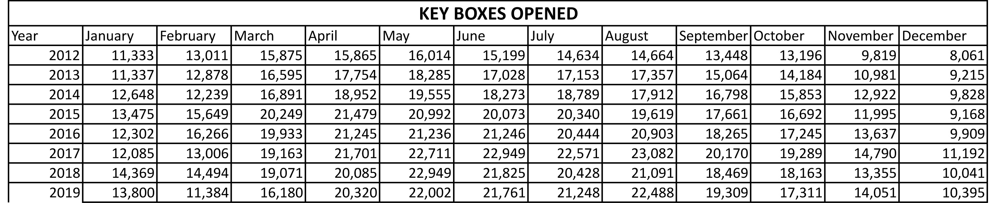 KEY BOXES OPENED
Year January February March April May June July August September October November December
2012 11,333 13,011 15,875 15,865 16,014 15,199 14,634 14,664 13,448 13,196 9,819 8,061
2013 11,337 12,878 16,595 17,754 18,285 17,028 17,153 17,357 15,064 14,184 10,981 9,215
2014 12,648 12,239 16,891 18,952 19,555 18,273 18,789 17,912 16,798 15,853 12,922 9,828
2015 13,475 15,649 20,249 21,479 20,992 20,073 20,340 19,619 17,661 16,692 11,995 9,168
2016 12,302 16,266 19,933 21,245 21,236 21,246 20,444 20,903 18,265 17,245 13,637 9,909
2017 12,085 13,006 19,163 21,701 22,711 22,949 22,571 23,082 20,170 19,289 14,790 11,192
2018 14,369 14,494 19,071 20,085 22,949 21,825 20,428 21,091 18,469 18,163 13,355 10,041
2019 13,800 11,384 16,180 20,320 22,002 21,761 21,248 22,488 19,309 17,311 14,051 10,395